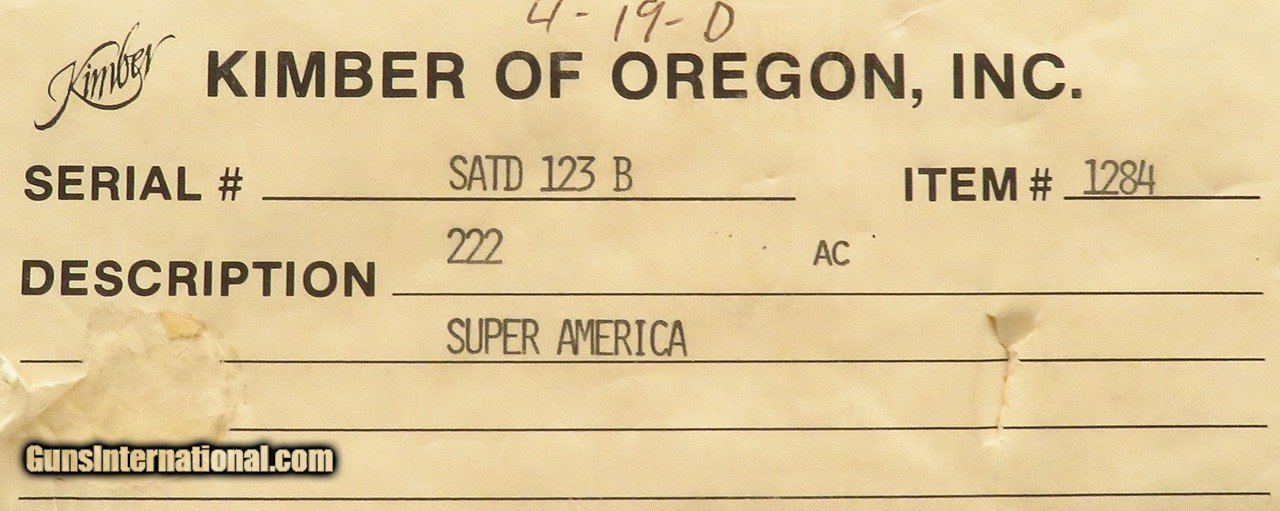 4-19-0
Kimber KIMBER OF OREGON, INC.
SERIAL # SATD 123 B ITEM # 1284
DESCRIPTION 222 AC
SUPER AMERICA
GunsInternational.com